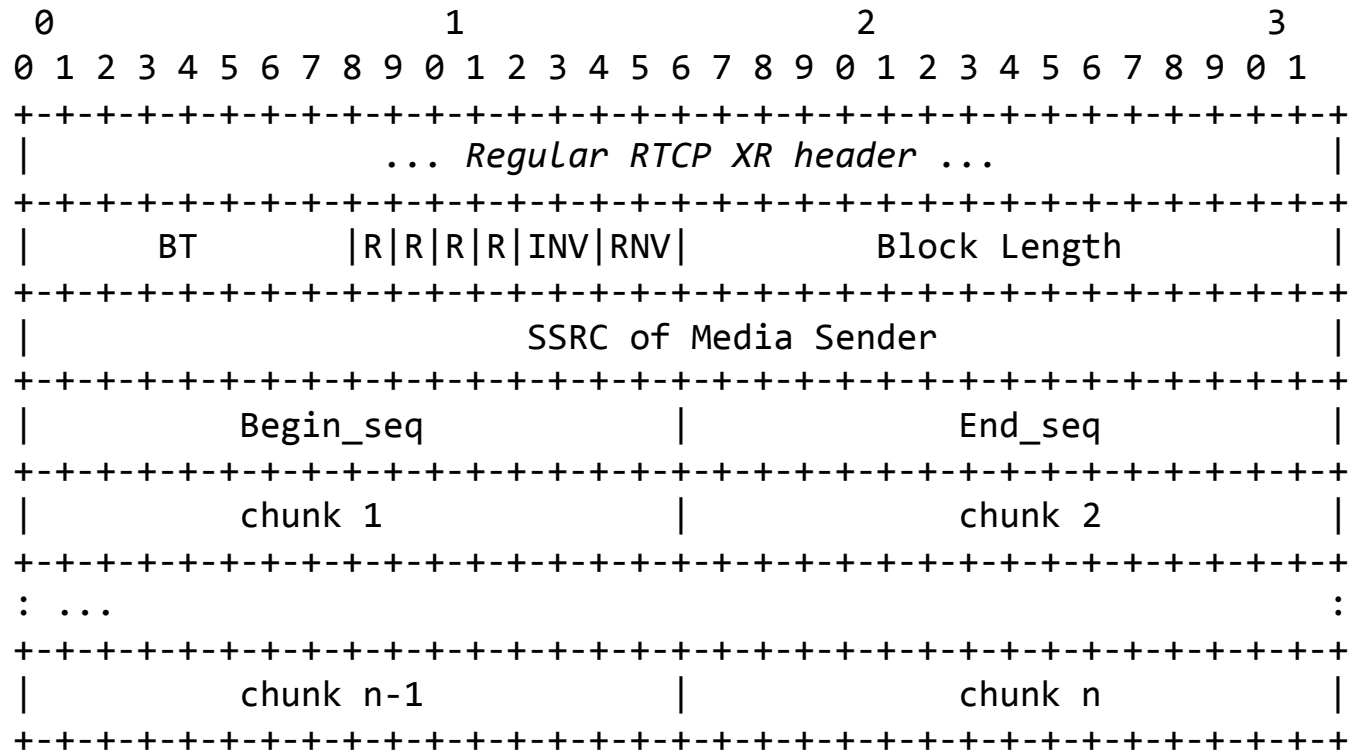 0                   1                   2                   3
0 1 2 3 4 5 6 7 8 9 0 1 2 3 4 5 6 7 8 9 0 1 2 3 4 5 6 7 8 9 0 1
+-+-+-+-+-+-+-+-+-+-+-+-+-+-+-+-+-+-+-+-+-+-+-+-+-+-+-+-+-+-+-+-+
|                 ... Regular RTCP XR header ...                |
+-+-+-+-+-+-+-+-+-+-+-+-+-+-+-+-+-+-+-+-+-+-+-+-+-+-+-+-+-+-+-+-+
|      BT       |R|R|R|R|INV|RNV|         Block Length          |
+-+-+-+-+-+-+-+-+-+-+-+-+-+-+-+-+-+-+-+-+-+-+-+-+-+-+-+-+-+-+-+-+
|                        SSRC of Media Sender                   |
+-+-+-+-+-+-+-+-+-+-+-+-+-+-+-+-+-+-+-+-+-+-+-+-+-+-+-+-+-+-+-+-+
|          Begin_seq            |             End_seq           |
+-+-+-+-+-+-+-+-+-+-+-+-+-+-+-+-+-+-+-+-+-+-+-+-+-+-+-+-+-+-+-+-+
|          chunk 1              |             chunk 2           |
+-+-+-+-+-+-+-+-+-+-+-+-+-+-+-+-+-+-+-+-+-+-+-+-+-+-+-+-+-+-+-+-+
: ...                                                           :
+-+-+-+-+-+-+-+-+-+-+-+-+-+-+-+-+-+-+-+-+-+-+-+-+-+-+-+-+-+-+-+-+
|          chunk n-1            |             chunk n           |
+-+-+-+-+-+-+-+-+-+-+-+-+-+-+-+-+-+-+-+-+-+-+-+-+-+-+-+-+-+-+-+-+